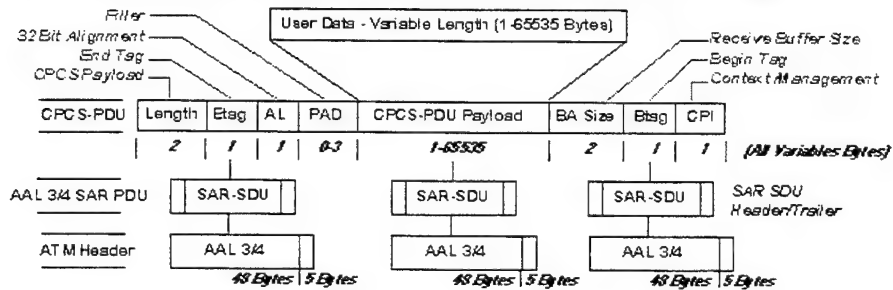 Filler
User Data - Variable Length (1-65535 Bytes)
32 Bit Alignment
Receive Buffer Size
End Tag
Begin Tag
CPCS Payload
Context Management
CPCS-PDU Length Etag AL PAD CPCS-PDU Payload BA Size Btag CPI
2 1 1 0-3 1-65535 2 1 1 (All Variables Bytes)
AAL 3/4 SAR PDU SAR-SDU SAR-SDU SAR-SDU SAR SDU
Header/Trailer
ATM Header AAL 3/4 AAL 3/4 AAL 3/4
48 Bytes 5 Bytes 48 Bytes 5 Bytes 48 Bytes 5 Bytes